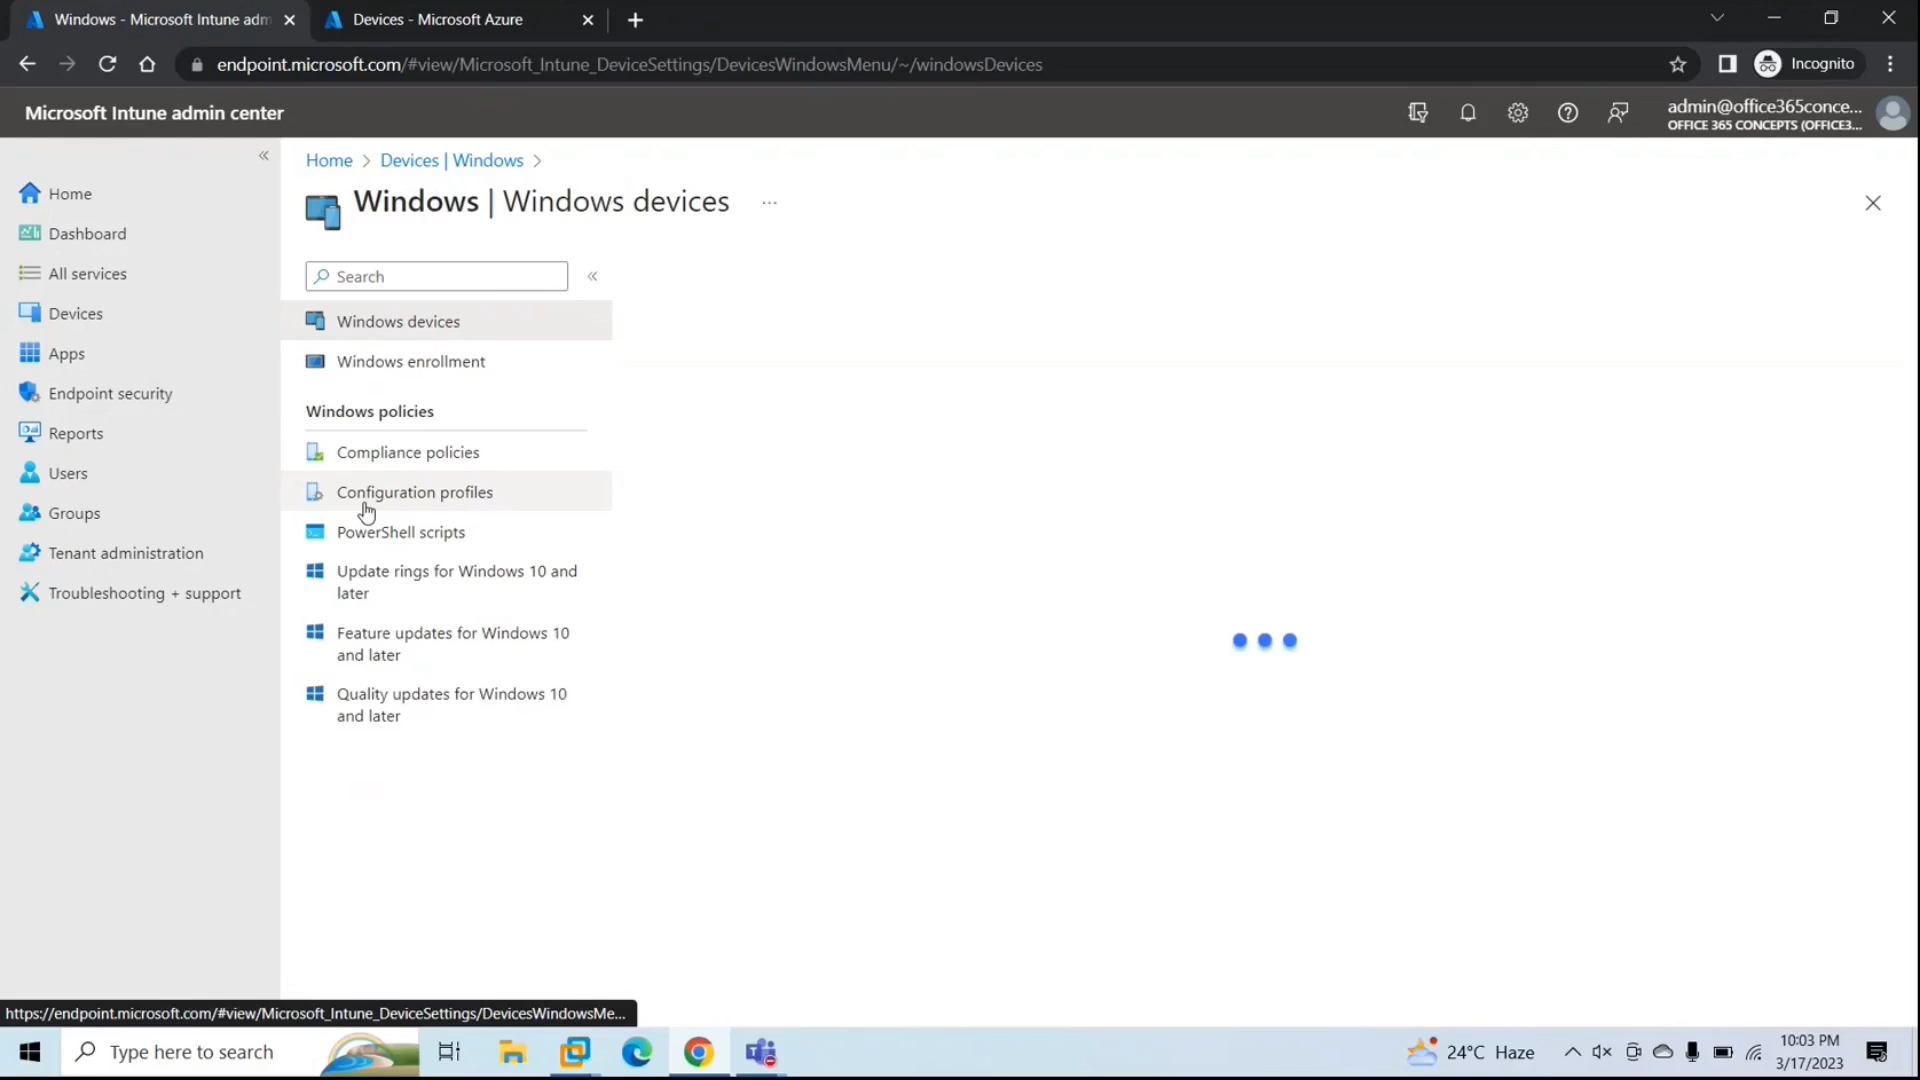 Windows - Microsoft Intune adm
Devices - Microsoft Azure
endpoint.microsoft.com/#view/Microsoft_Intune_DeviceSettings/DevicesWindowsMenu/~/windowsDevices
Incognito
Microsoft Intune admin center
admin@office365conce...
OFFICE 365 CONCEPTS (OFFICE3...
Home
Dashboard
All services
Devices
Apps
Endpoint security
Reports
Users
Groups
Tenant administration
Troubleshooting + support
Home > Devices | Windows >
Windows | Windows devices ...
Search
Windows devices
Windows enrollment
Windows policies
Compliance policies
Configuration profiles
PowerShell scripts
Update rings for Windows 10 and
later
Feature updates for Windows 10
and later
Quality updates for Windows 10
and later
https://endpoint.microsoft.com/#view/Microsoft_Intune_DeviceSettings/DevicesWindowsMe...
Type here to search
24°C Haze
10:03 PM
3/17/2023